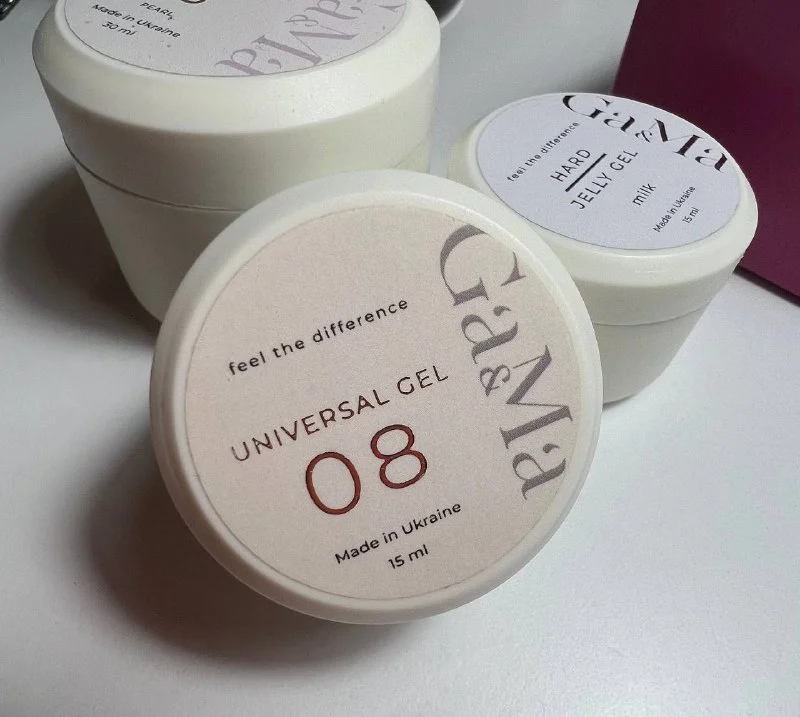 PEARL
Made in Ukraine
30 ml
Ga&Ma
Ga&Ma
feel the difference
HARD
JELLY GEL
milk
Made in Ukraine
15 ml
Ga&Ma
feel the difference
UNIVERSAL GEL
08
Made in Ukraine
15 ml